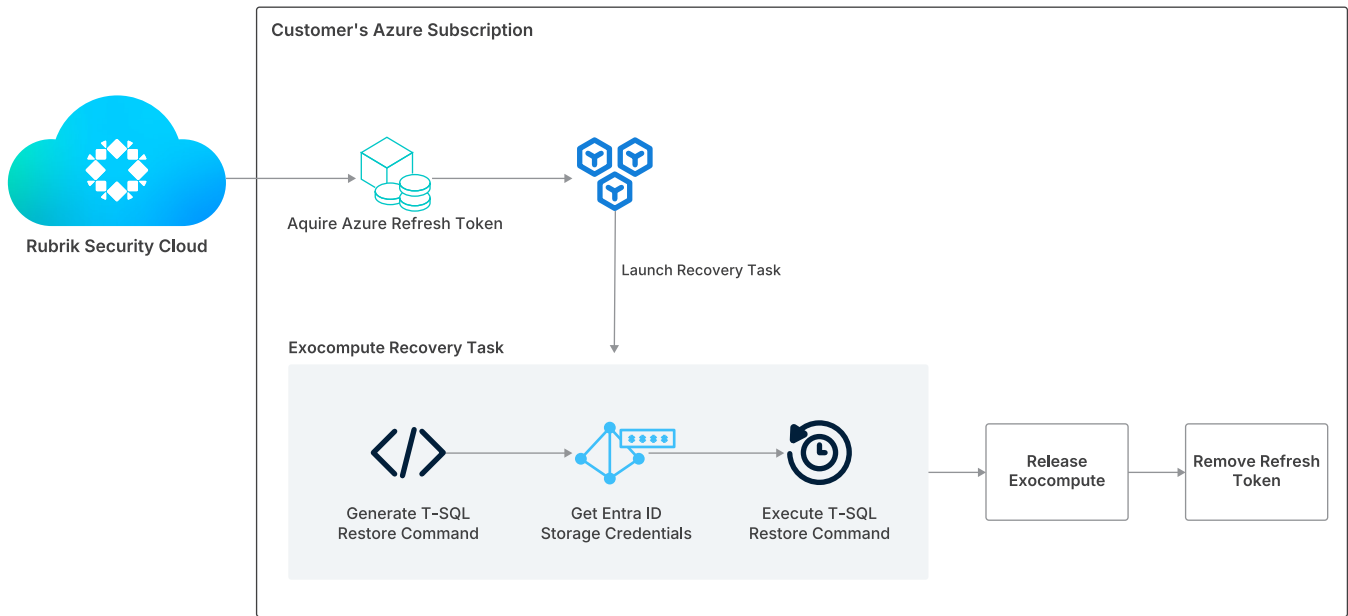 Customer's Azure Subscription
Rubrik Security Cloud
Aquire Azure Refresh Token
Launch Recovery Task
Exocompute Recovery Task
Generate T-SQL
Restore Command
Get Entra ID
Storage Credentials
Execute T-SQL
Restore Command
Release
Exocompute
Remove Refresh
Token